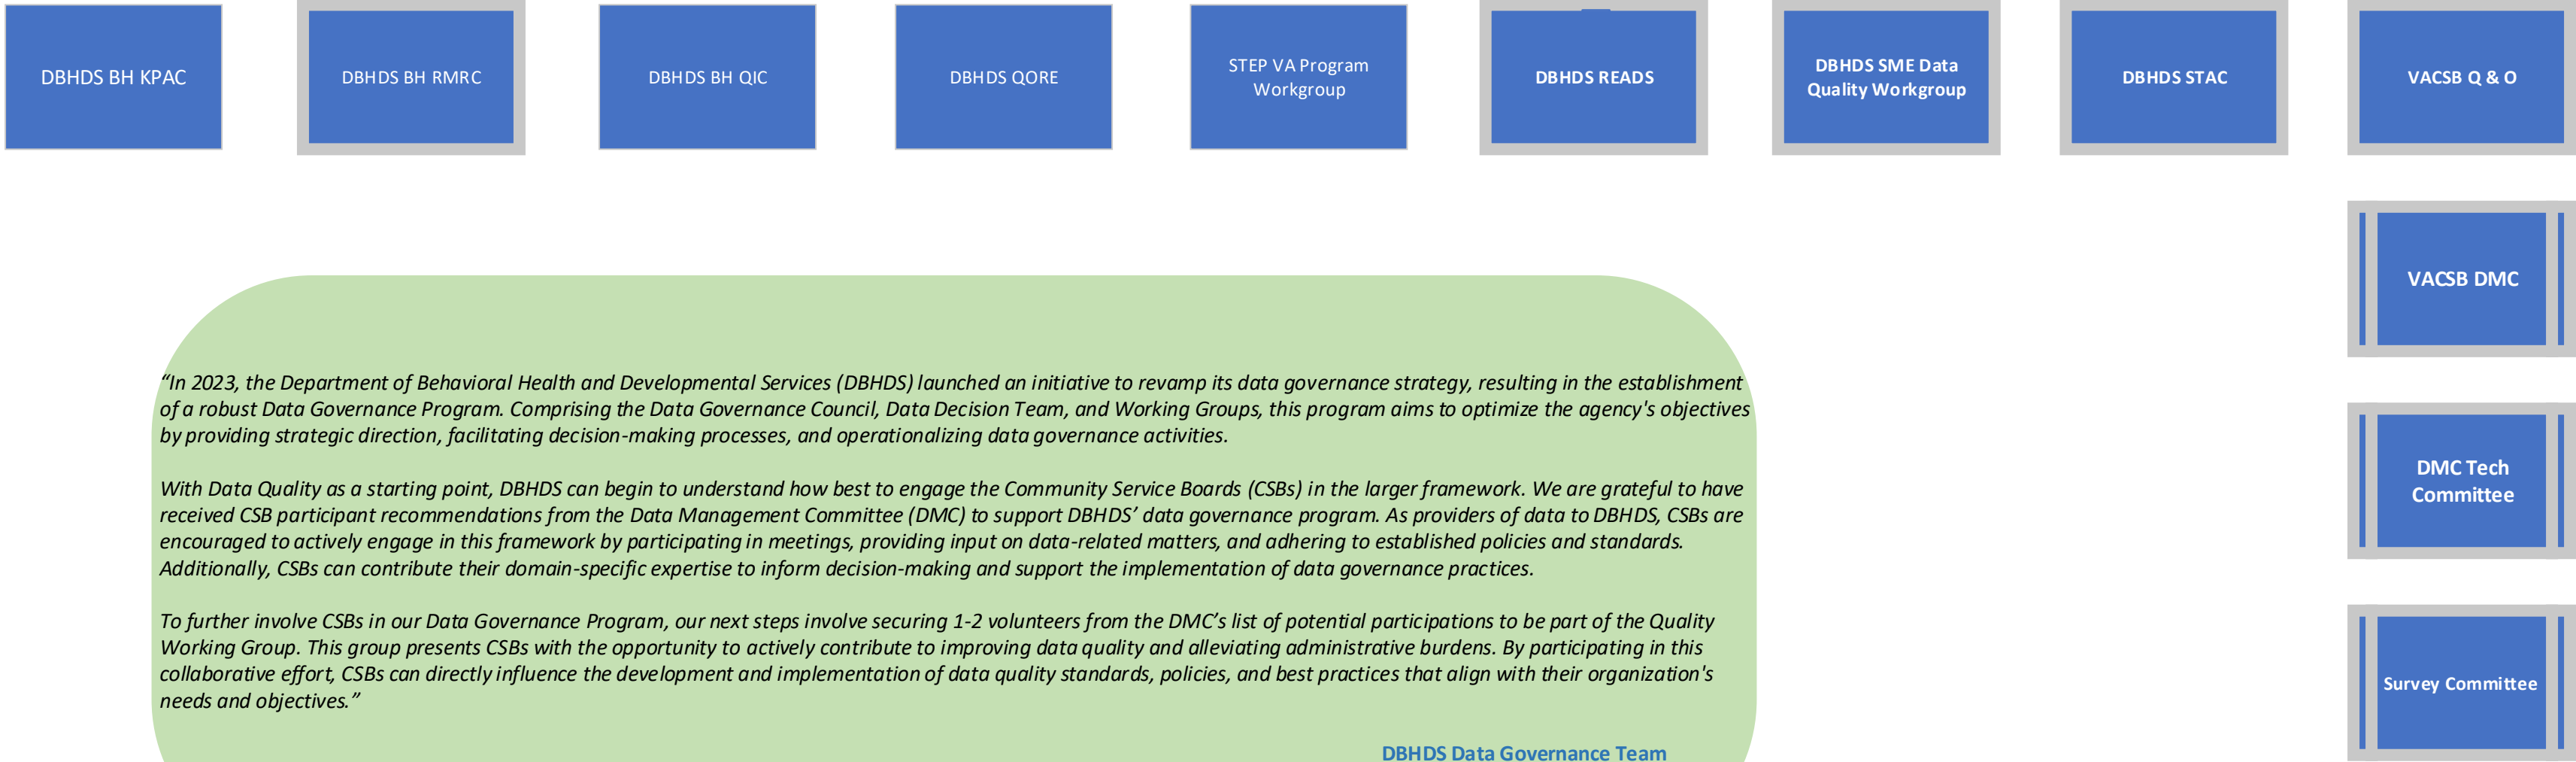 DBHDS BH KPAC
DBHDS BH RMRC
DBHDS BH QIC
DBHDS QORE
STEP VA Program
Workgroup
DBHDS READS
DBHDS SME Data
Quality Workgroup
DBHDS STAC
VACSB Q & O
VACSB DMC
DMC Tech
Committee
Survey Committee
“In 2023, the Department of Behavioral Health and Developmental Services (DBHDS) launched an initiative to revamp its data governance strategy, resulting in the establishment
of a robust Data Governance Program. Comprising the Data Governance Council, Data Decision Team, and Working Groups, this program aims to optimize the agency's objectives
by providing strategic direction, facilitating decision-making processes, and operationalizing data governance activities.
With Data Quality as a starting point, DBHDS can begin to understand how best to engage the Community Service Boards (CSBs) in the larger framework. We are grateful to have
received CSB participant recommendations from the Data Management Committee (DMC) to support DBHDS’ data governance program. As providers of data to DBHDS, CSBs are
encouraged to actively engage in this framework by participating in meetings, providing input on data-related matters, and adhering to established policies and standards.
Additionally, CSBs can contribute their domain-specific expertise to inform decision-making and support the implementation of data governance practices.
To further involve CSBs in our Data Governance Program, our next steps involve securing 1-2 volunteers from the DMC’s list of potential participations to be part of the Quality
Working Group. This group presents CSBs with the opportunity to actively contribute to improving data quality and alleviating administrative burdens. By participating in this
collaborative effort, CSBs can directly influence the development and implementation of data quality standards, policies, and best practices that align with their organization's
needs and objectives.”
DBHDS Data Governance Team